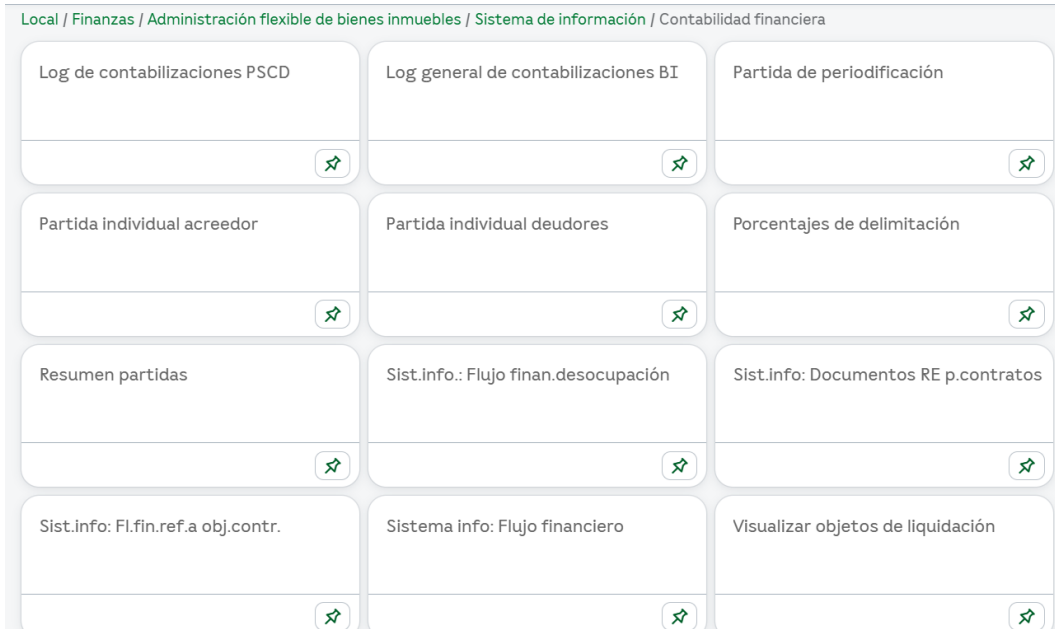 Local / Finanzas / Administración flexible de bienes inmuebles / Sistema de información / Contabilidad financiera
Log de contabilizaciones PSCD
Log general de contabilizaciones BI
Partida de periodificación
Partida individual acreedor
Partida individual deudores
Porcentajes de delimitación
Resumen partidas
Sist.info.: Flujo finan.desocupación
Sist.info: Documentos RE p.contratos
Sist.info: Fl.fin.ref.a obj.contr.
Sistema info: Flujo financiero
Visualizar objetos de liquidación